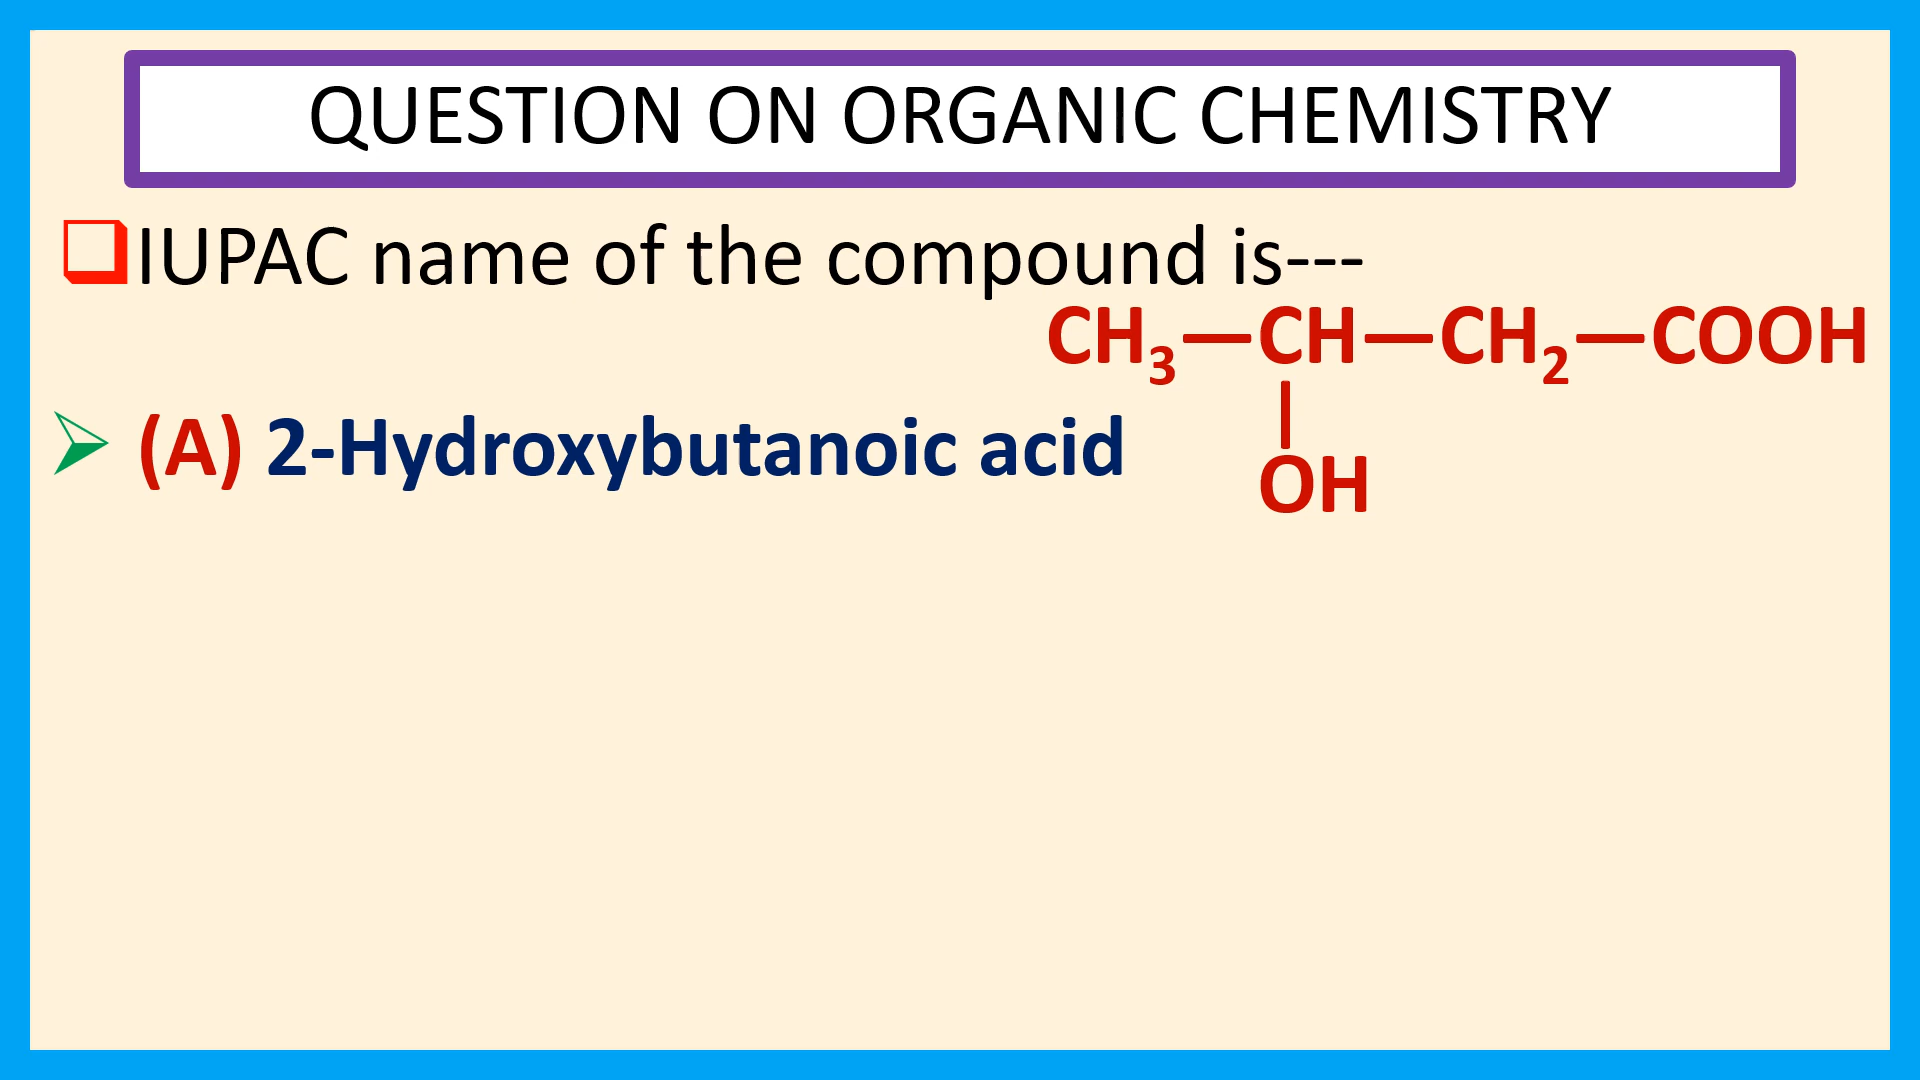 QUESTION ON ORGANIC CHEMISTRY
IUPAC name of the compound is---
CH₃—CH—CH₂—COOH
|
(A) 2-Hydroxybutanoic acid
OH